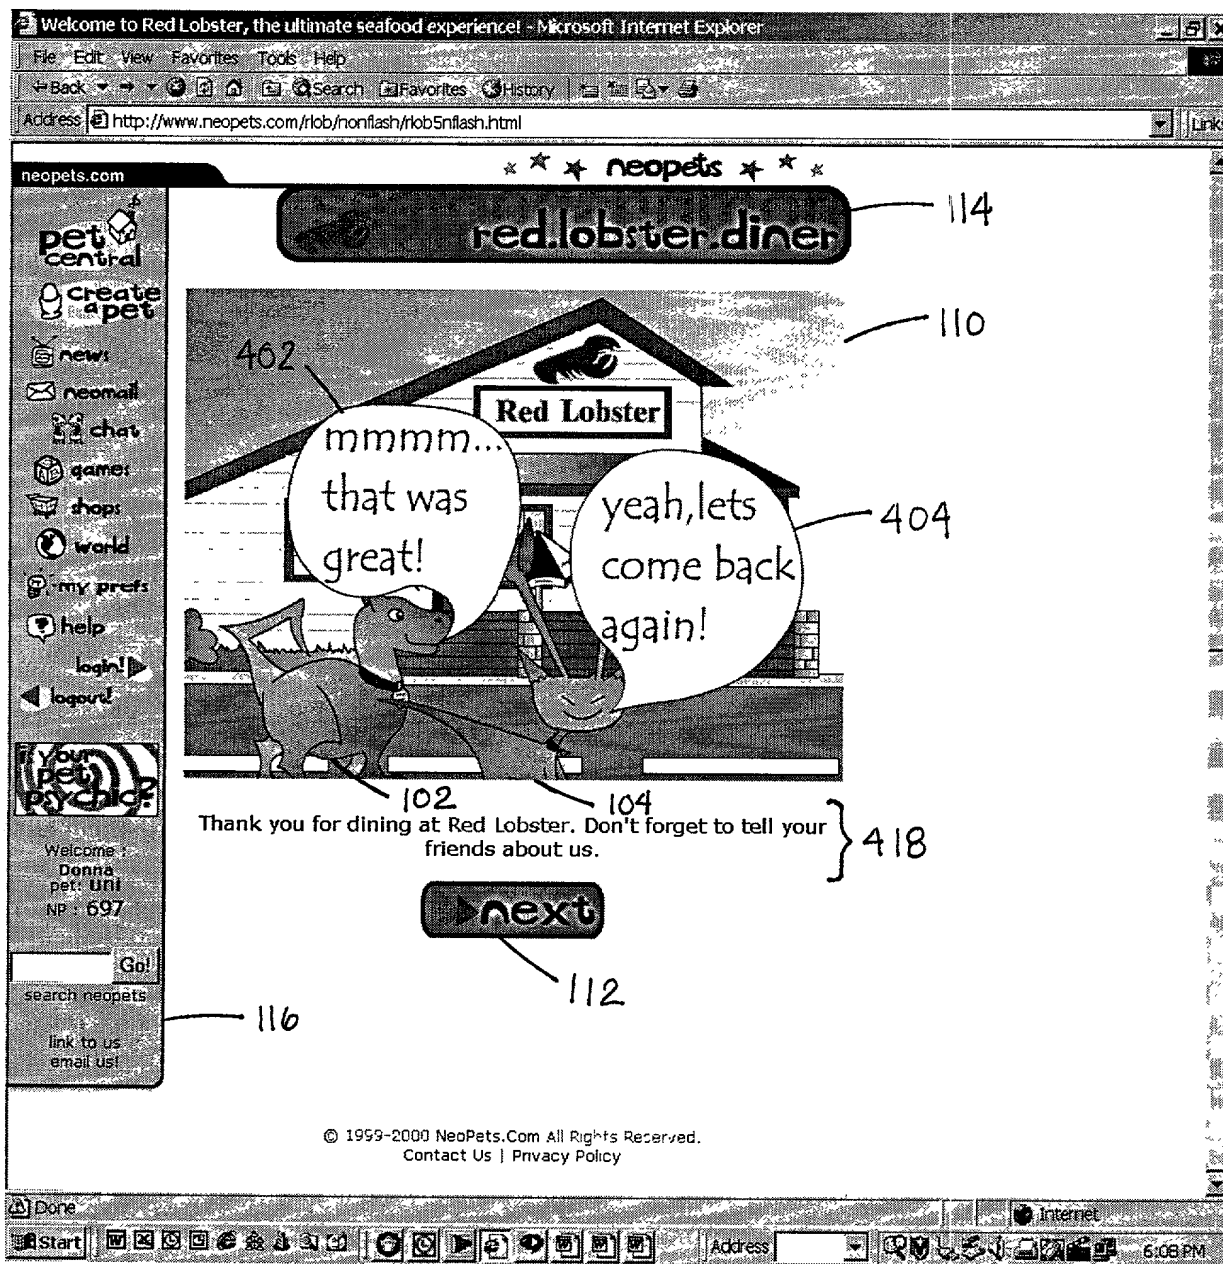 Welcome to Red Lobster, the ultimate seafood experience! - Microsoft Internet Explorer
File Edit View Favorites Tools Help
Back Search Favorites History
Address http://www.neopets.com/rlob/nonflash/rlob5nflash.html Link
neopets.com
neopets
red.lobster.diner
114
pet central
create a pet
news
neomail
chat
games
shops
world
my prefs
help
login!
logout!
110
402
Red Lobster
mmmm...
that was
great!
yeah,lets
come back
again!
404
102
104
your
pet
psychic?
Thank you for dining at Red Lobster. Don't forget to tell your
friends about us.
418
Welcome :
Donna
pet: Uni
NP : 697
next
112
Go!
search neopets
116
link to us
email us!
© 1999-2000 NeoPets.Com All Rights Reserved.
Contact Us | Privacy Policy
Done Internet
Start Address 6:08 PM